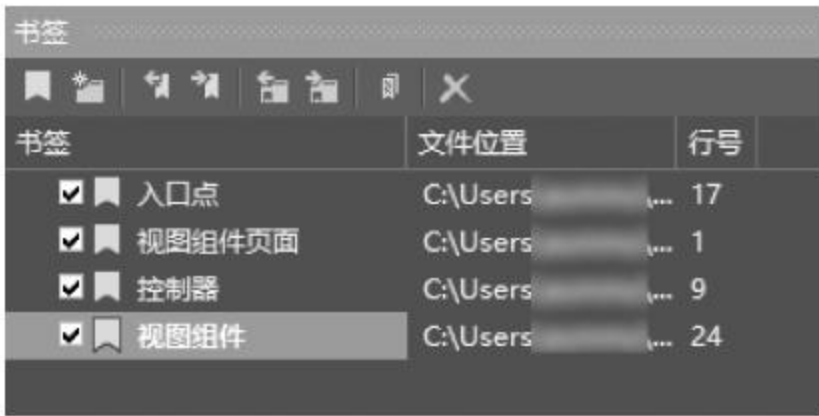 书签
书签 文件位置 行号
入口点 C:\Users \... 17
视图组件页面 C:\Users \... 1
控制器 C:\Users \... 9
视图组件 C:\Users \... 24